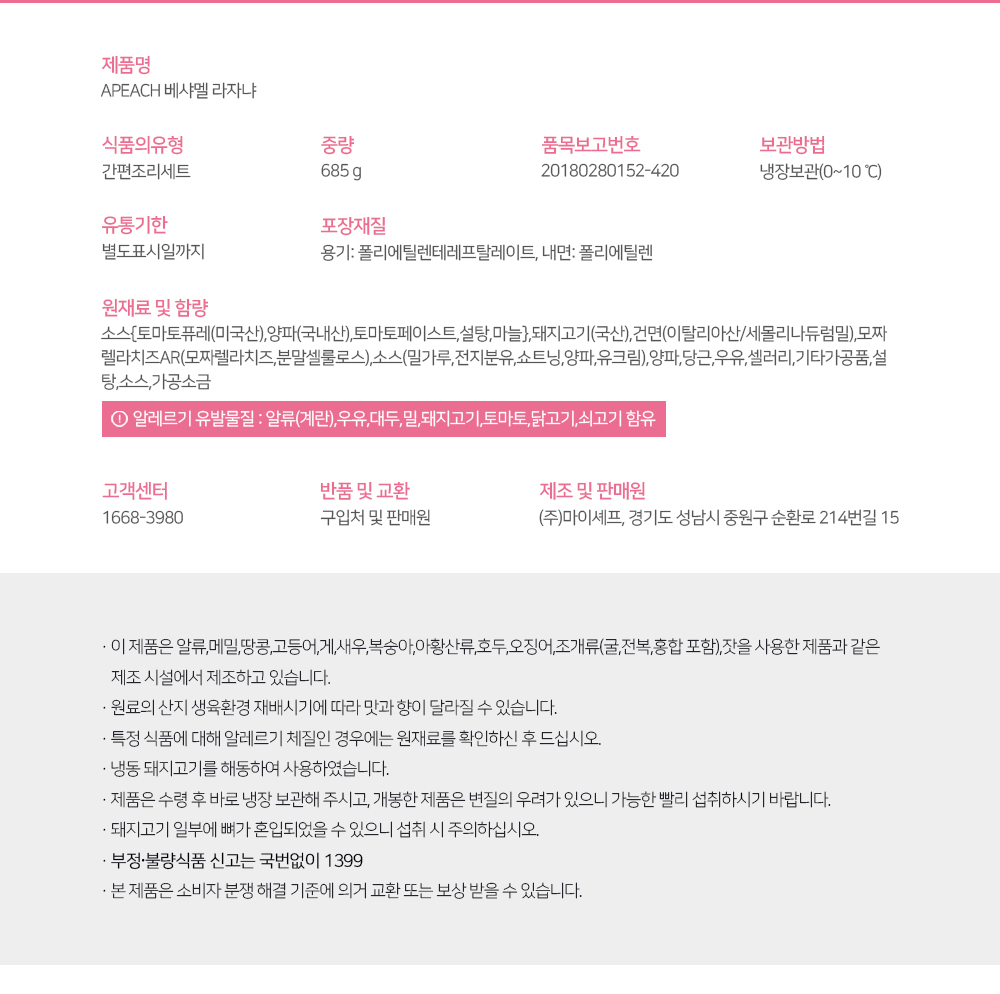 제품명
APEACH 베샤멜 라자냐
식품의유형
간편조리세트
중량
685 g
품목보고번호
20180280152-420
보관방법
냉장보관(0~10 ℃)
유통기한
별도표시일까지
포장재질
용기: 폴리에틸렌테레프탈레이트, 내면: 폴리에틸렌
원재료 및 함량
소스{토마토퓨레(미국산),양파(국내산),토마토페이스트,설탕,마늘},돼지고기(국산),건면(이탈리아산/세몰리나듀럼밀),모짜
렐라치즈AR(모짜렐라치즈,분말셀룰로스),소스(밀가루,전지분유,쇼트닝,양파,유크림),양파,당근,우유,셀러리,기타가공품,설
탕,소스,가공소금
알레르기 유발물질 : 알류(계란),우유,대두,밀,돼지고기,토마토,닭고기,쇠고기 함유
고객센터
1668-3980
반품 및 교환
구입처 및 판매원
제조 및 판매원
(주)마이셰프, 경기도 성남시 중원구 순환로 214번길 15
· 이 제품은 알류,메밀,땅콩,고등어,게,새우,복숭아,아황산류,호두,오징어,조개류(굴,전복,홍합 포함),잣을 사용한 제품과 같은
제조 시설에서 제조하고 있습니다.
· 원료의 산지 생육환경 재배시기에 따라 맛과 향이 달라질 수 있습니다.
· 특정 식품에 대해 알레르기 체질인 경우에는 원재료를 확인하신 후 드십시오.
· 냉동 돼지고기를 해동하여 사용하였습니다.
· 제품은 수령 후 바로 냉장 보관해 주시고, 개봉한 제품은 변질의 우려가 있으니 가능한 빨리 섭취하시기 바랍니다.
· 돼지고기 일부에 뼈가 혼입되었을 수 있으니 섭취 시 주의하십시오.
· 부정·불량식품 신고는 국번없이 1399
· 본 제품은 소비자 분쟁 해결 기준에 의거 교환 또는 보상 받을 수 있습니다.